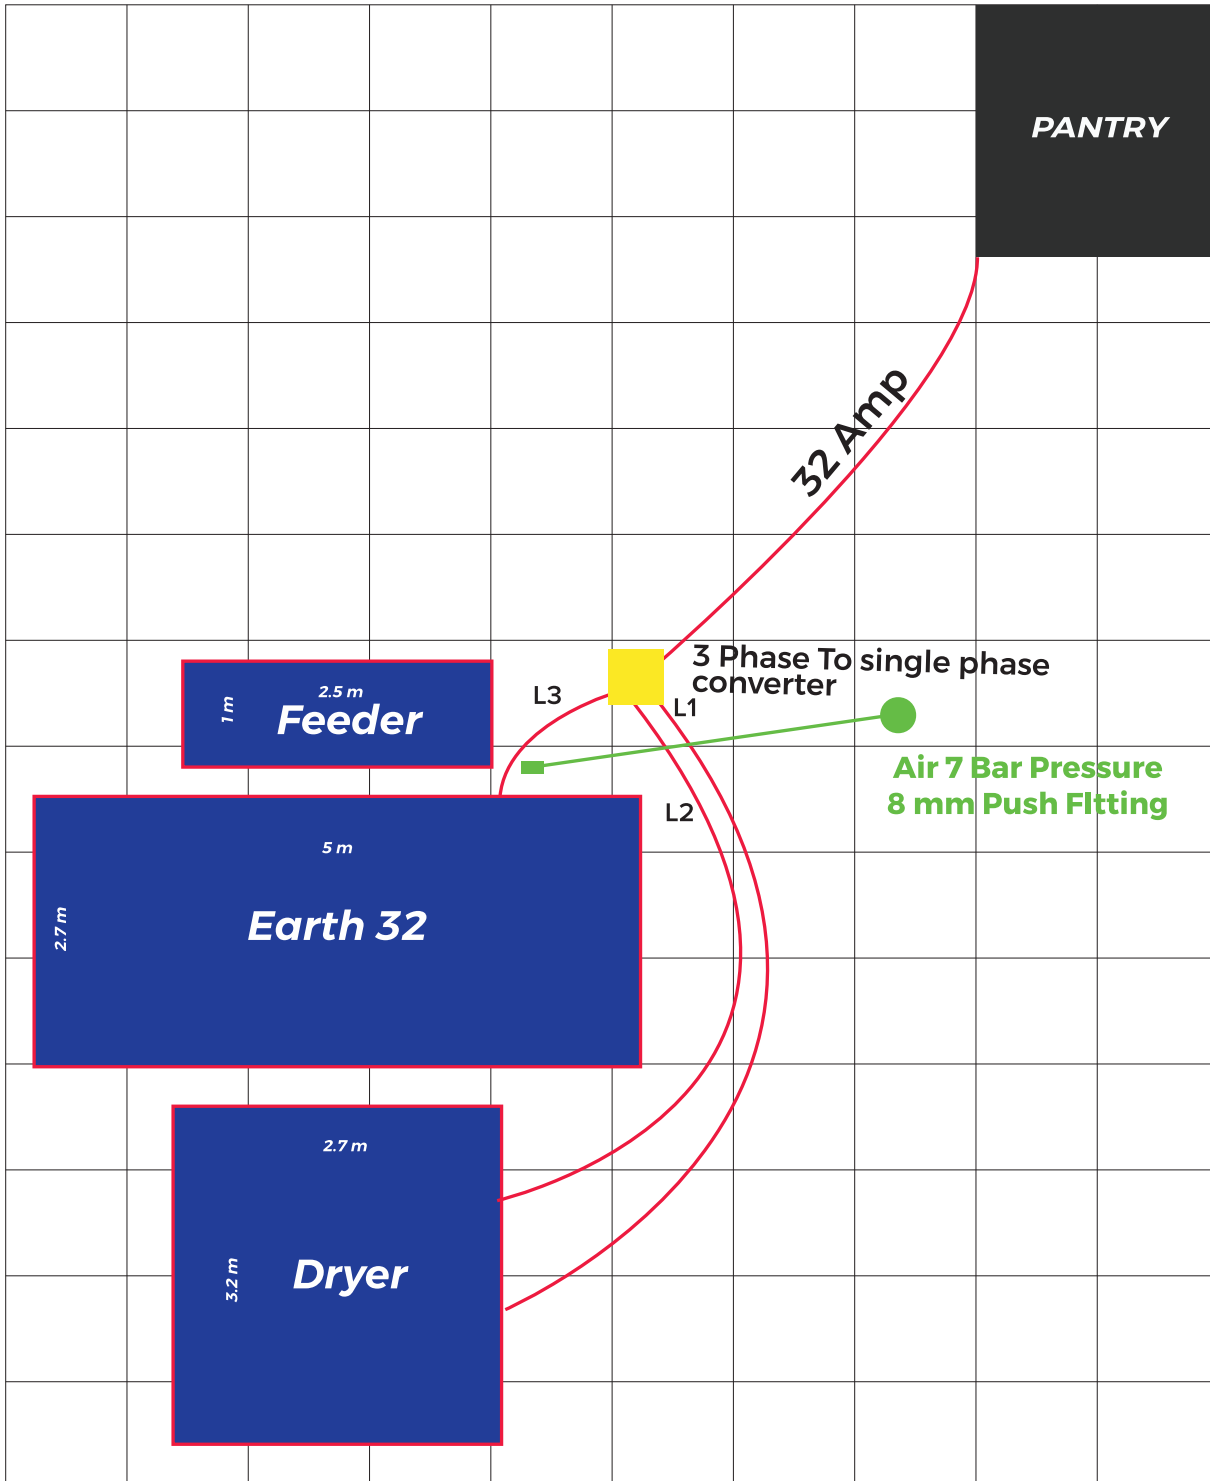 PANTRY
32 Amp
3 Phase To single phase
converter
L3
L1
2.5 m
1 m
Feeder
Air 7 Bar Pressure
8 mm Push FItting
L2
5 m
2.7 m
Earth 32
2.7 m
3.2 m
Dryer